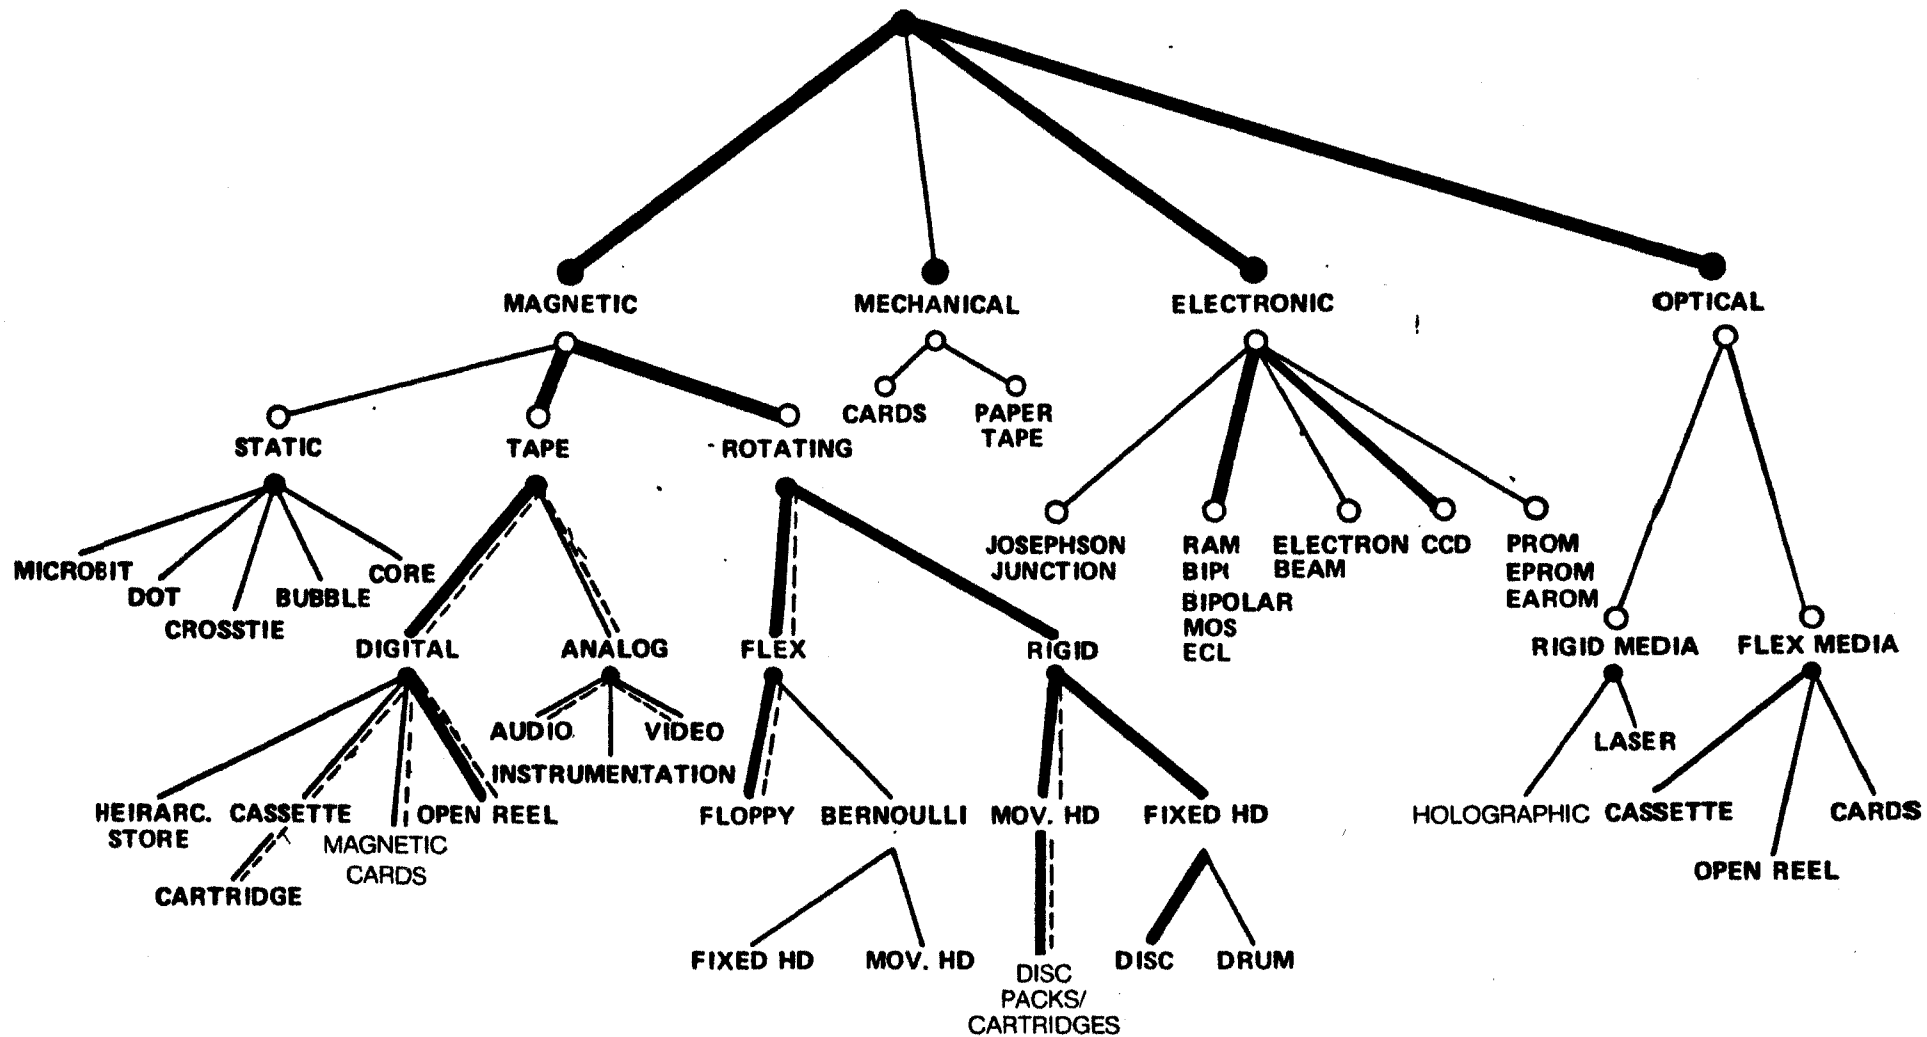 MAGNETIC
MECHANICAL
ELECTRONIC
OPTICAL
STATIC
TAPE
ROTATING
CARDS
PAPER
TAPE
MICROBIT
DOT
CROSSTIE
BUBBLE
CORE
JOSEPHSON
JUNCTION
RAM
BIPOLAR
MOS
ECL
ELECTRON
BEAM
CCD
PROM
EPROM
EAROM
DIGITAL
ANALOG
FLEX
RIGID
RIGID MEDIA
FLEX MEDIA
AUDIO
VIDEO
INSTRUMENTATION
LASER
HEIRARC.
STORE
CASSETTE
MAGNETIC
CARDS
OPEN REEL
CARTRIDGE
FLOPPY
BERNOULLI
MOV. HD
FIXED HD
HOLOGRAPHIC
CASSETTE
CARDS
OPEN REEL
FIXED HD
MOV. HD
DISC
PACKS/
CARTRIDGES
DISC
DRUM